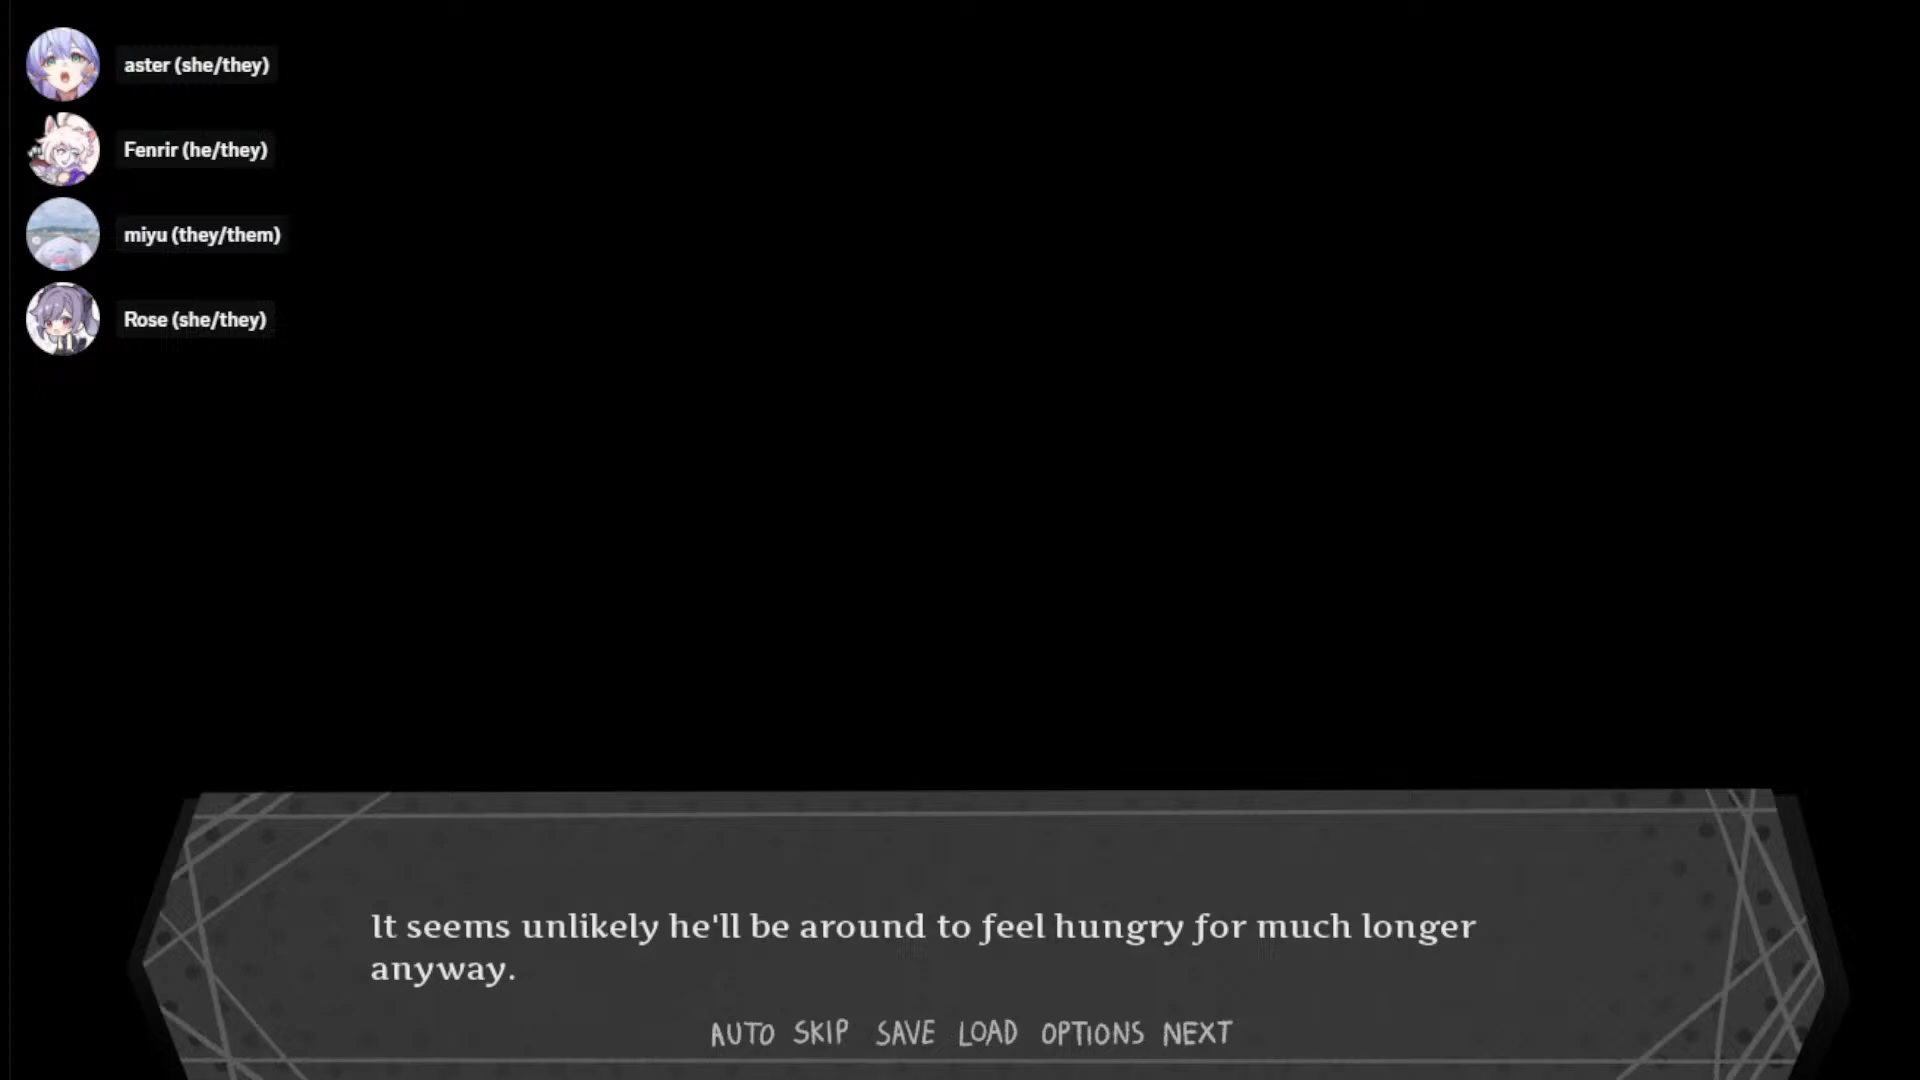 aster (she/they)
Fenrir (he/they)
miyu (they/them)
Rose (she/they)
It seems unlikely he'll be around to feel hungry for much longer
anyway.
AUTO SKIP SAVE LOAD OPTIONS NEXT